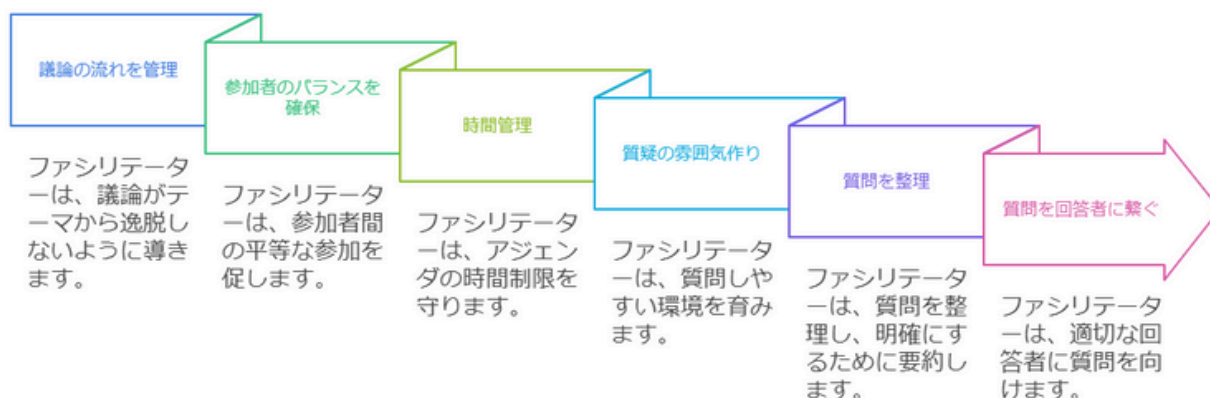 議論の流れを管理
ファシリテータ
ーは、議論がテ
ーマから逸脱し
ないように導き
ます。
参加者のバランスを
確保
ファシリテータ
ーは、参加者間
の平等な参加を
促します。
時間管理
ファシリテータ
ーは、アジェン
ダの時間制限を
守ります。
質疑の雰囲気作り
ファシリテータ
ーは、質問しや
すい環境を育み
ます。
質問を整理
ファシリテータ
ーは、質問を整
理し、明確にす
るために要約し
ます。
質問を回答者に繋ぐ
ファシリテータ
ーは、適切な回
答者に質問を向
けます。